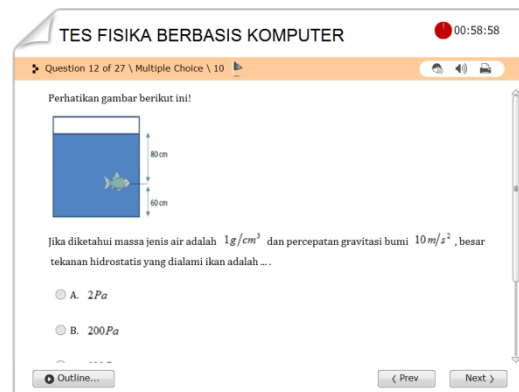 TES FISIKA BERBASIS KOMPUTER
00:58:58
Question 12 of 27 \ Multiple Choice \ 10
Perhatikan gambar berikut ini!
80 cm
60 cm
Jika diketahui massa jenis air adalah 1g/cm³ dan percepatan gravitasi bumi 10m/s² , besar
tekanan hidrostatis yang dialami ikan adalah ... .
A. 2Pa
B. 200Pa
Outline...
Prev
Next